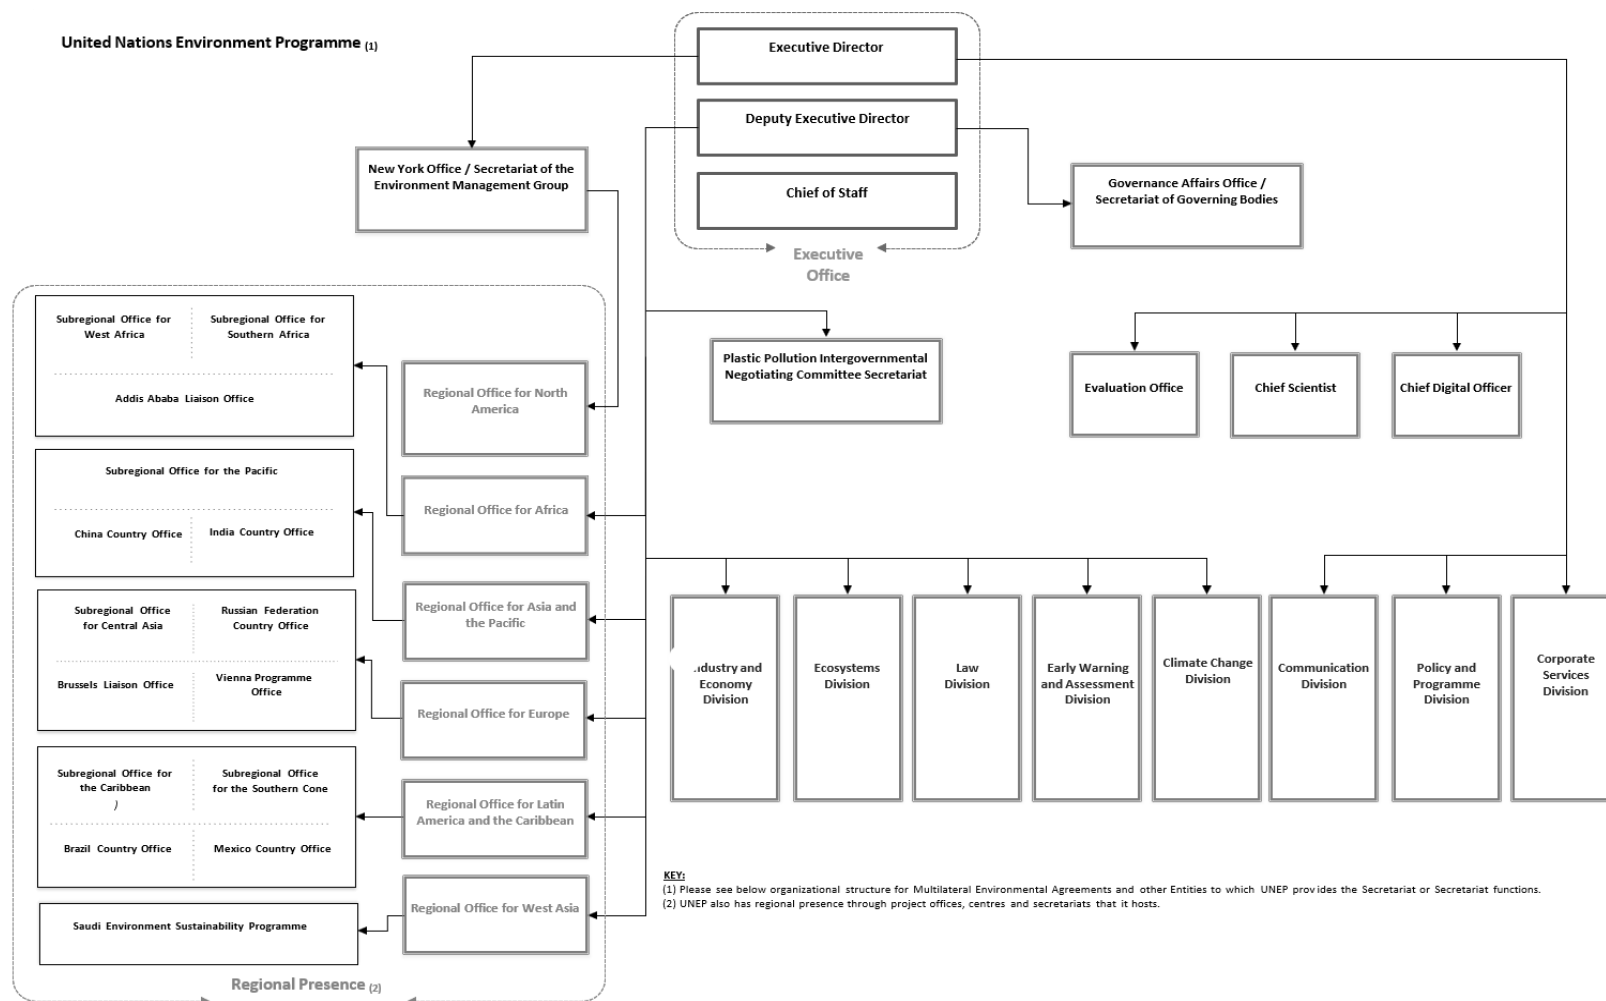 United Nations Environment Programme (1)
Executive Director
Deputy Executive Director
Chief of Staff
Executive
Office
New York Office / Secretariat of the
Environment Management Group
Governance Affairs Office /
Secretariat of Governing Bodies
Plastic Pollution Intergovernmental
Negotiating Committee Secretariat
Evaluation Office
Chief Scientist
Chief Digital Officer
Subregional Office for
West Africa
Subregional Office for
Southern Africa
Addis Ababa Liaison Office
Regional Office for North
America
Subregional Office for the Pacific
China Country Office
India Country Office
Regional Office for Africa
Subregional Office
for Central Asia
Russian Federation
Country Office
Brussels Liaison Office
Vienna Programme
Office
Regional Office for Asia and
the Pacific
Regional Office for Europe
Subregional Office for
the Caribbean
)
Subregional Office
for the Southern Cone
Brazil Country Office
Mexico Country Office
Regional Office for Latin
America and the Caribbean
Saudi Environment Sustainability Programme
Regional Office for West Asia
Regional Presence (2)
ndustry and
Economy
Division
Ecosystems
Division
Law
Division
Early Warning
and Assessment
Division
Climate Change
Division
Communication
Division
Policy and
Programme
Division
Corporate
Services
Division
KEY:
(1) Please see below organizational structure for Multilateral Environmental Agreements and other Entities to which UNEP provides the Secretariat or Secretariat functions.
(2) UNEP also has regional presence through project offices, centres and secretariats that it hosts.